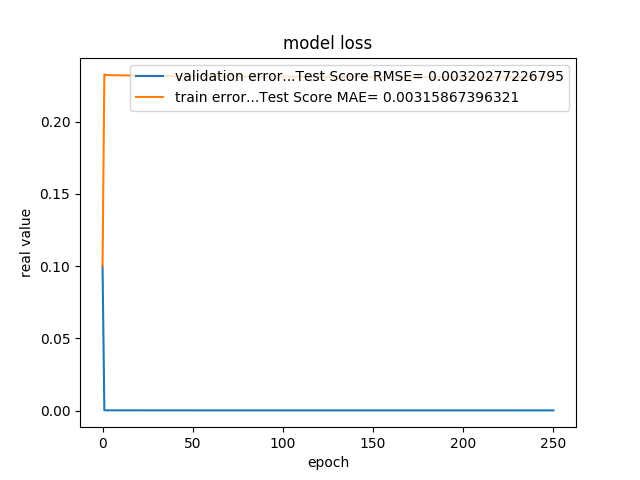 model loss
validation error...Test Score RMSE= 0.00320277226795
train error...Test Score MAE= 0.00315867396321
real value
0.20
0.15
0.10
0.05
0.00
0
50
100
150
200
250
epoch